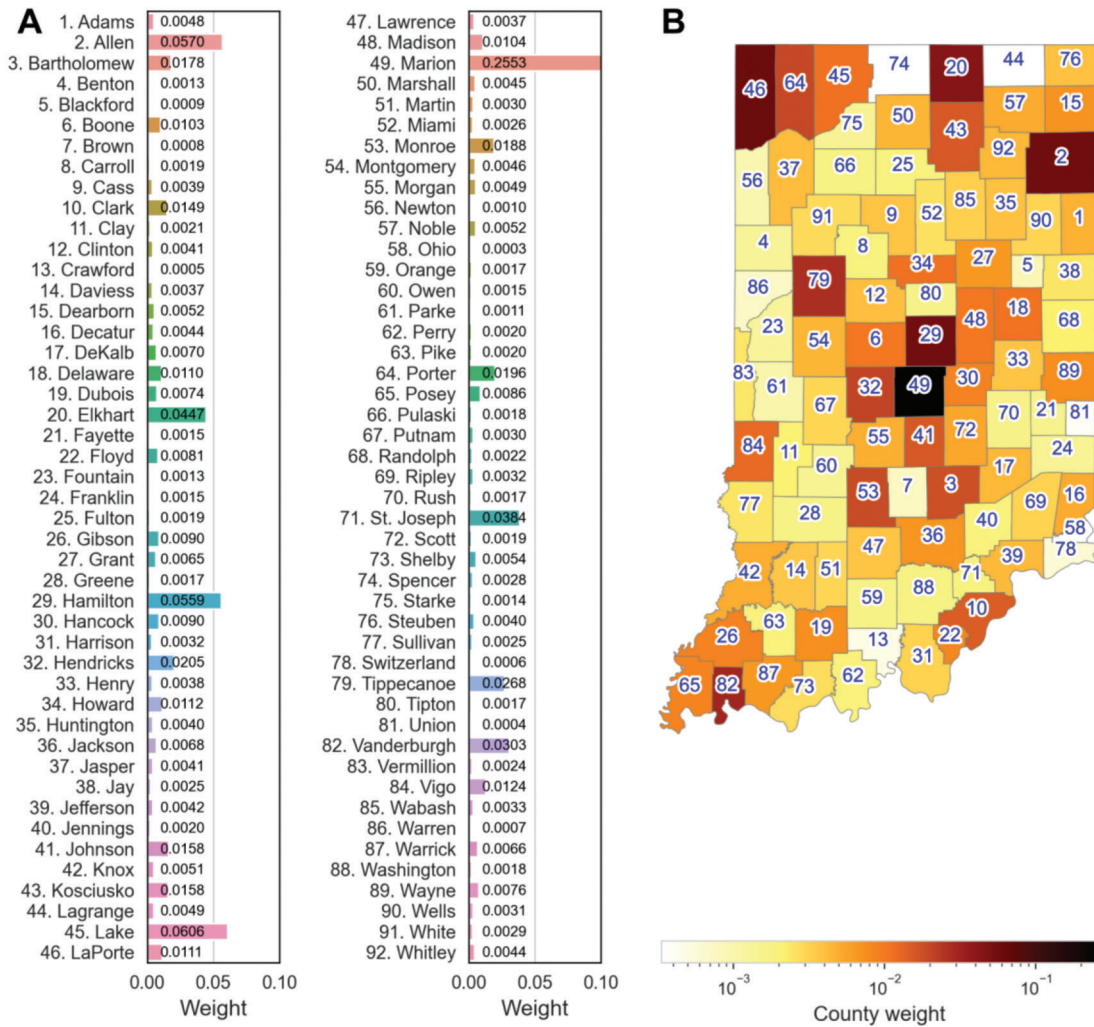 A
1. Adams 0.0048
2. Allen 0.0570
3. Bartholomew 0.0178
4. Benton 0.0013
5. Blackford 0.0009
6. Boone 0.0103
7. Brown 0.0008
8. Carroll 0.0019
9. Cass 0.0039
10. Clark 0.0149
11. Clay 0.0021
12. Clinton 0.0041
13. Crawford 0.0005
14. Daviess 0.0037
15. Dearborn 0.0052
16. Decatur 0.0044
17. DeKalb 0.0070
18. Delaware 0.0110
19. Dubois 0.0074
20. Elkhart 0.0447
21. Fayette 0.0015
22. Floyd 0.0081
23. Fountain 0.0013
24. Franklin 0.0015
25. Fulton 0.0019
26. Gibson 0.0090
27. Grant 0.0065
28. Greene 0.0017
29. Hamilton 0.0559
30. Hancock 0.0090
31. Harrison 0.0032
32. Hendricks 0.0205
33. Henry 0.0038
34. Howard 0.0112
35. Huntington 0.0040
36. Jackson 0.0068
37. Jasper 0.0041
38. Jay 0.0025
39. Jefferson 0.0042
40. Jennings 0.0020
41. Johnson 0.0158
42. Knox 0.0051
43. Kosciusko 0.0158
44. Lagrange 0.0049
45. Lake 0.0606
46. LaPorte 0.0111
0.00 0.05 0.10
Weight
47. Lawrence 0.0037
48. Madison 0.0104
49. Marion 0.2553
50. Marshall 0.0045
51. Martin 0.0030
52. Miami 0.0026
53. Monroe 0.0188
54. Montgomery 0.0046
55. Morgan 0.0049
56. Newton 0.0010
57. Noble 0.0052
58. Ohio 0.0003
59. Orange 0.0017
60. Owen 0.0015
61. Parke 0.0011
62. Perry 0.0020
63. Pike 0.0020
64. Porter 0.0196
65. Posey 0.0086
66. Pulaski 0.0018
67. Putnam 0.0030
68. Randolph 0.0022
69. Ripley 0.0032
70. Rush 0.0017
71. St. Joseph 0.0384
72. Scott 0.0019
73. Shelby 0.0054
74. Spencer 0.0028
75. Starke 0.0014
76. Steuben 0.0040
77. Sullivan 0.0025
78. Switzerland 0.0006
79. Tippecanoe 0.0268
80. Tipton 0.0017
81. Union 0.0004
82. Vanderburgh 0.0303
83. Vermillion 0.0024
84. Vigo 0.0124
85. Wabash 0.0033
86. Warren 0.0007
87. Warrick 0.0066
88. Washington 0.0018
89. Wayne 0.0076
90. Wells 0.0031
91. White 0.0029
92. Whitley 0.0044
0.00 0.05 0.10
Weight
B
46 64 45 74 20 44 76
75 50 43 57 15
56 37 66 25 92 2
91 9 52 85 35 90 1
4 8 34 27 5 38
86 79 12 80 18 68
23 54 6 29 48 33
83 61 67 32 49 30 89
70 21 81
84 11 60 55 41 72 24
77 28 53 7 3 17 69 16
40 58
42 14 51 47 36 39 78
59 88 71 10
26 63 19 13 22 31
65 82 87 73 62
10⁻³ 10⁻² 10⁻¹
County weight